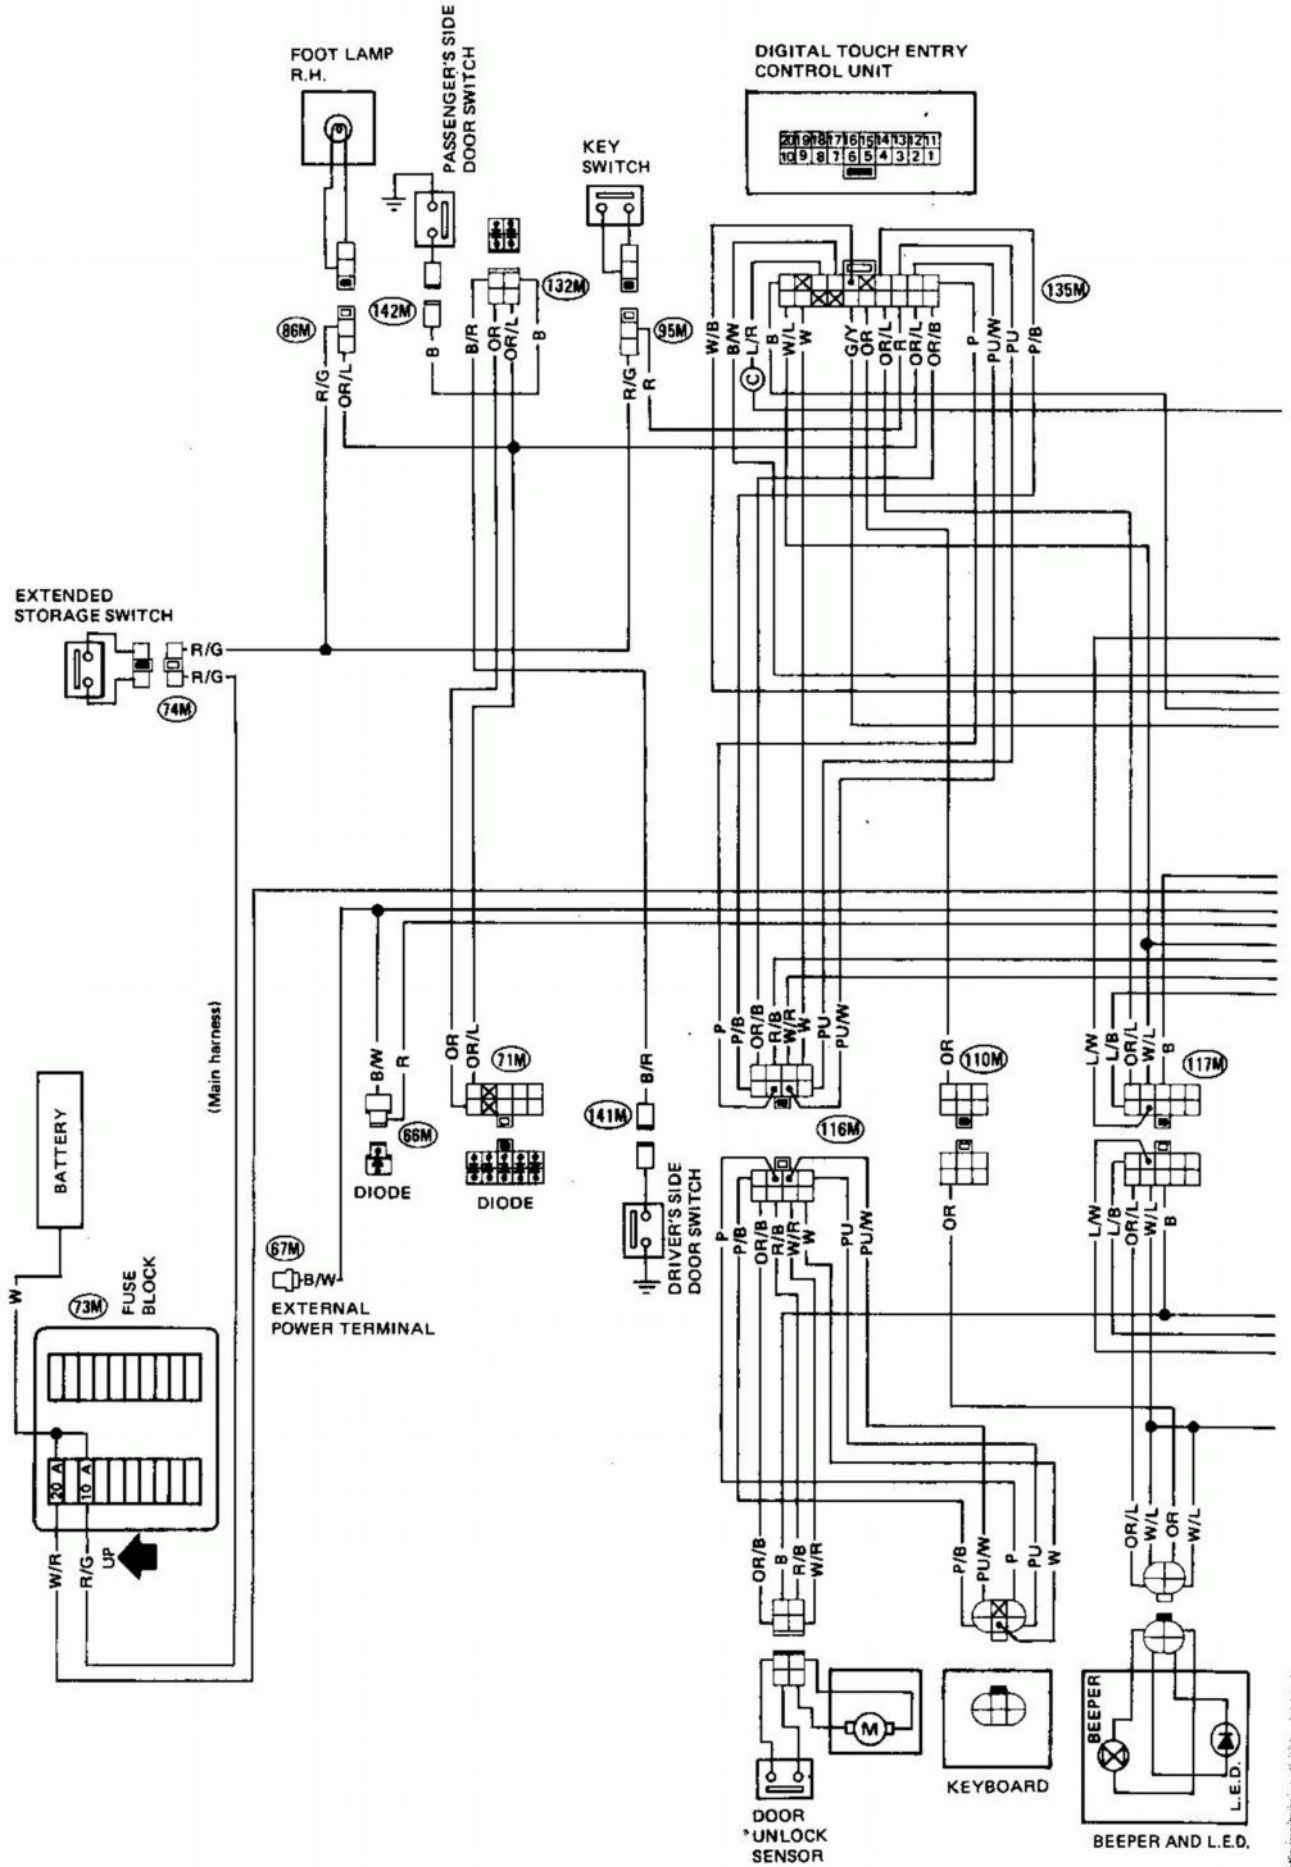 FOOT LAMP
R.H.
PASSENGER'S SIDE
DOOR SWITCH
KEY
SWITCH
DIGITAL TOUCH ENTRY
CONTROL UNIT
20 19 18 17 16 15 14 13 12 11
10 9 8 7 6 5 4 3 2 1
86M
142M
132M
95M
135M
R/G
OR/L
B
B/R
OR
OR/L
B
R/G
R
W/B
B/W
L/R
B
W/L
W
G/Y
OR
OR/L
R
OR/L
OR/B
P
PU/W
PU
P/B
C
EXTENDED
STORAGE SWITCH
R/G
R/G
74M
(Main harness)
BATTERY
W
73M
FUSE
BLOCK
20 A
10 A
W/R
R/G
UP
67M
B/W
EXTERNAL
POWER TERMINAL
B/W
R
66M
DIODE
OR
OR/L
71M
DIODE
B/R
141M
DRIVER'S SIDE
DOOR SWITCH
P
P/B
OR/B
R/B
W/R
W
PU
PU/W
116M
OR
110M
L/W
L/B
OR/L
W/L
B
117M
P
P/B
OR/B
R/B
W/R
W
PU
PU/W
OR
L/W
L/B
OR/L
W/L
B
OR/B
B
R/B
W/R
P/B
PU/W
P
PU
W
OR/L
W/L
OR
W/L
M
DOOR
UNLOCK
SENSOR
KEYBOARD
BEEPER
L.E.D.
BEEPER AND L.E.D.